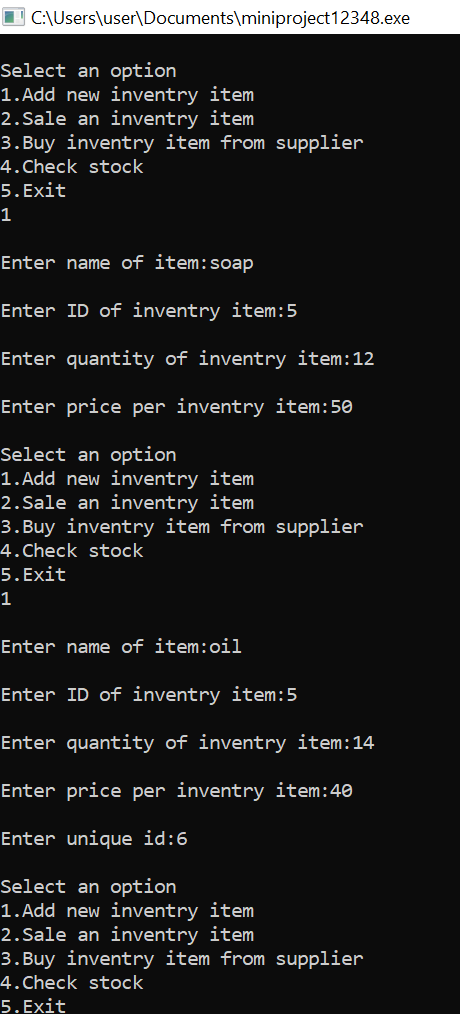 C:\Users\user\Documents\miniproject12348.exe
Select an option
1.Add new inventry item
2.Sale an inventry item
3.Buy inventry item from supplier
4.Check stock
5.Exit
1
Enter name of item:soap
Enter ID of inventry item:5
Enter quantity of inventry item:12
Enter price per inventry item:50
Select an option
1.Add new inventry item
2.Sale an inventry item
3.Buy inventry item from supplier
4.Check stock
5.Exit
1
Enter name of item:oil
Enter ID of inventry item:5
Enter quantity of inventry item:14
Enter price per inventry item:40
Enter unique id:6
Select an option
1.Add new inventry item
2.Sale an inventry item
3.Buy inventry item from supplier
4.Check stock
5.Exit